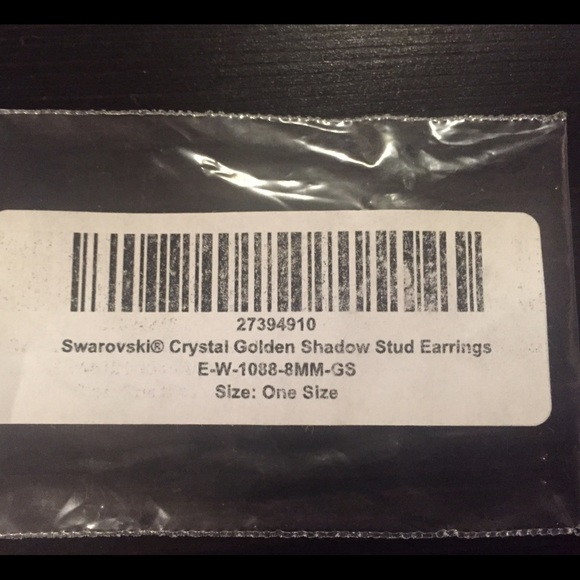 27394910
Swarovski® Crystal Golden Shadow Stud Earrings
E-W-1088-8MM-GS
Size: One Size